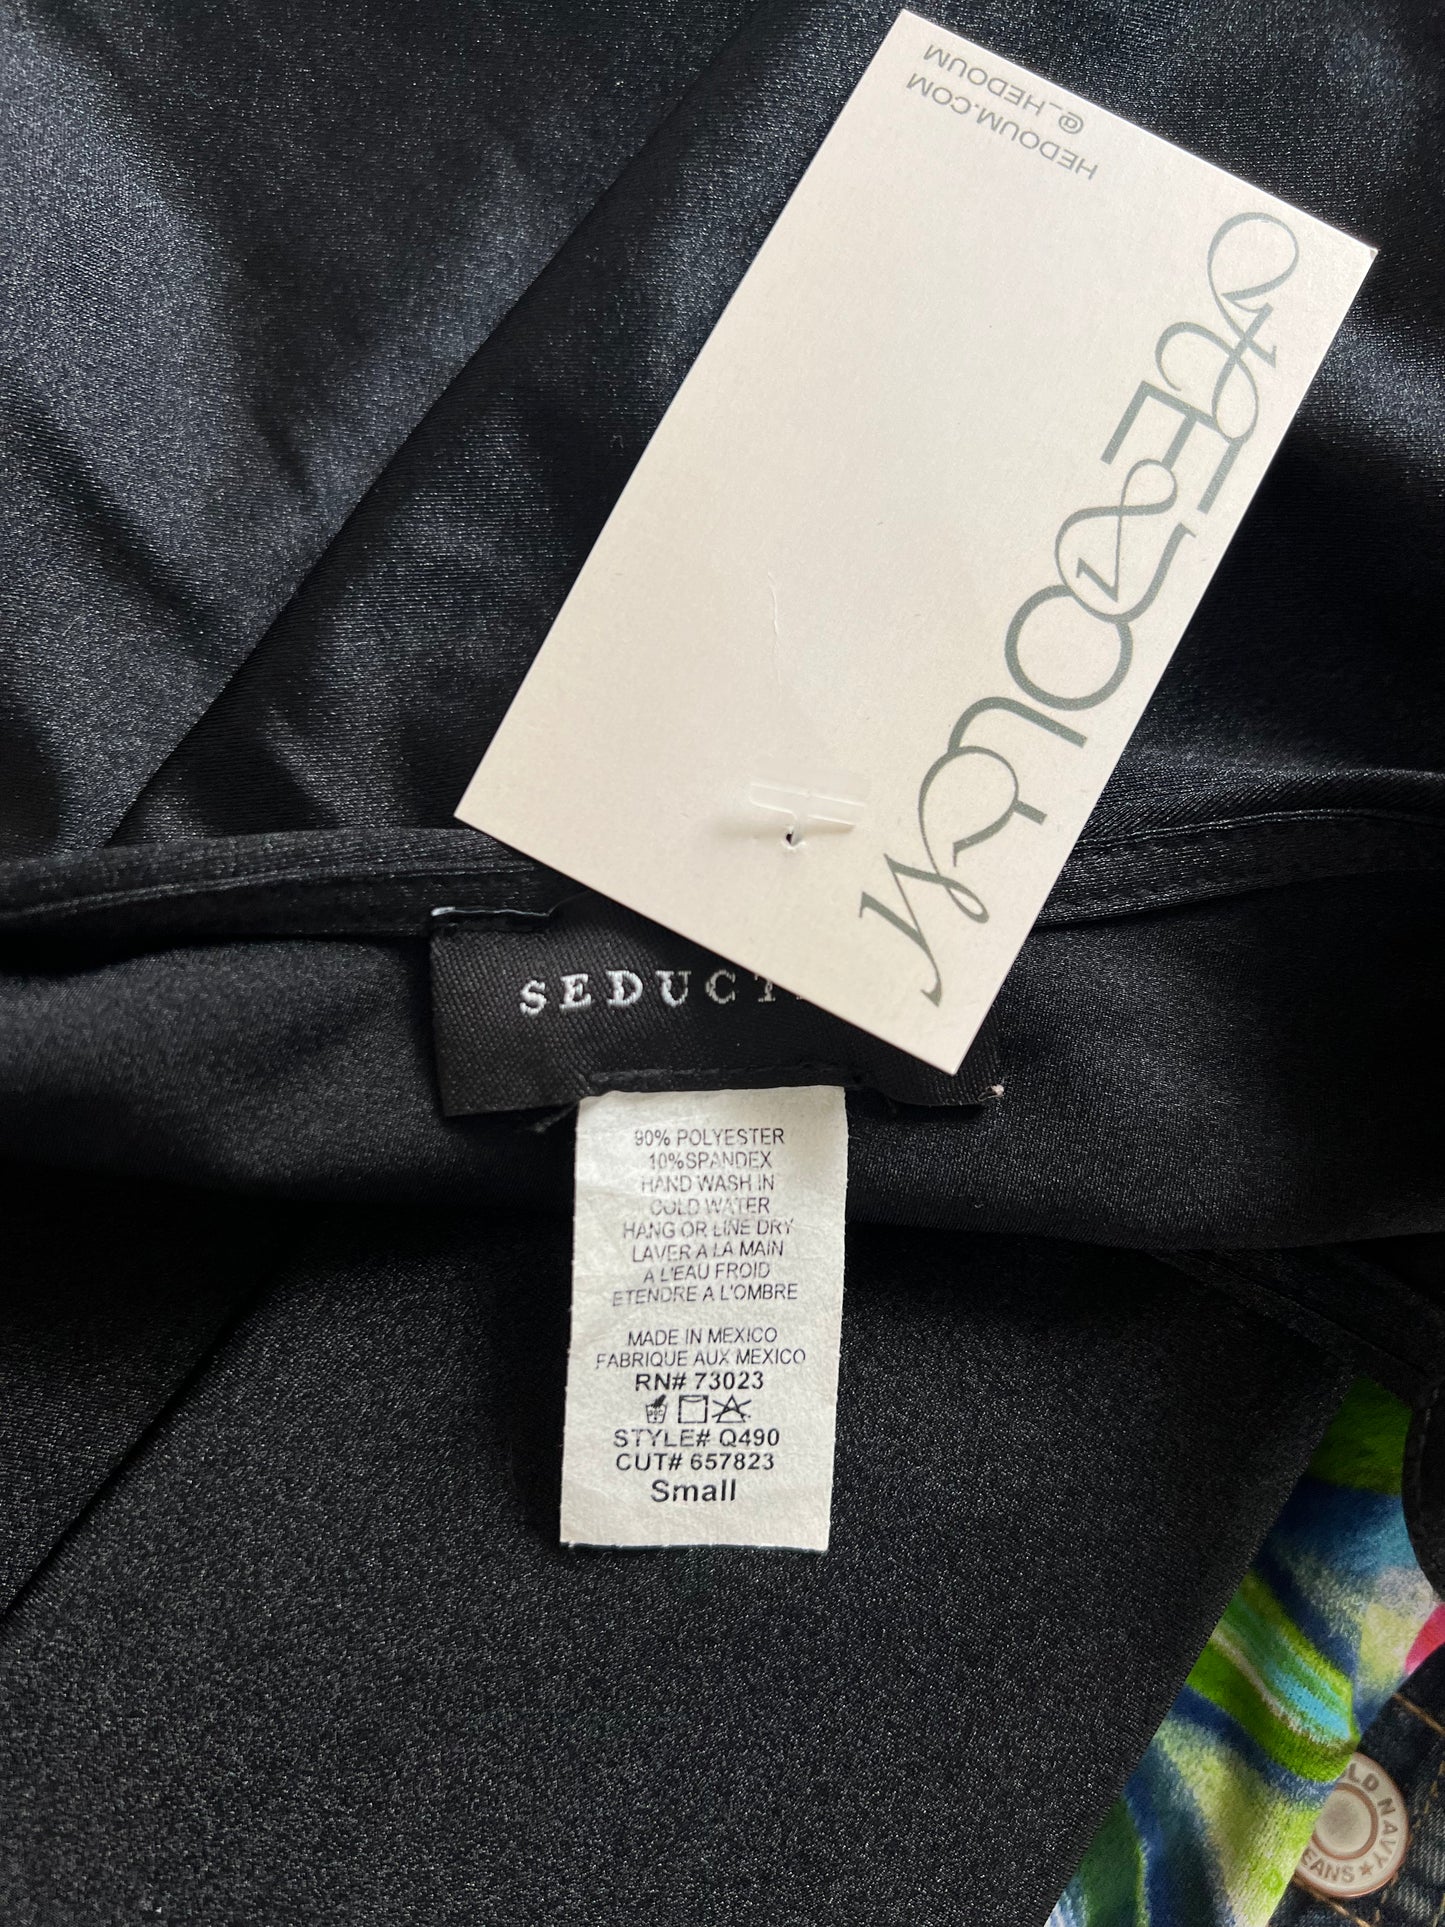 HEDOUM.COM
@_HEDOUM
HEDOUM
SEDUCT
90% POLYESTER
10%SPANDEX
HAND WASH IN
COLD WATER
HANG OR LINE DRY
LAVER A LA MAIN
A L'EAU FROID
ETENDRE A L'OMBRE
MADE IN MEXICO
FABRIQUE AUX MEXICO
RN# 73023
STYLE# Q490
CUT# 657823
Small
OLD NAVY
JEANS